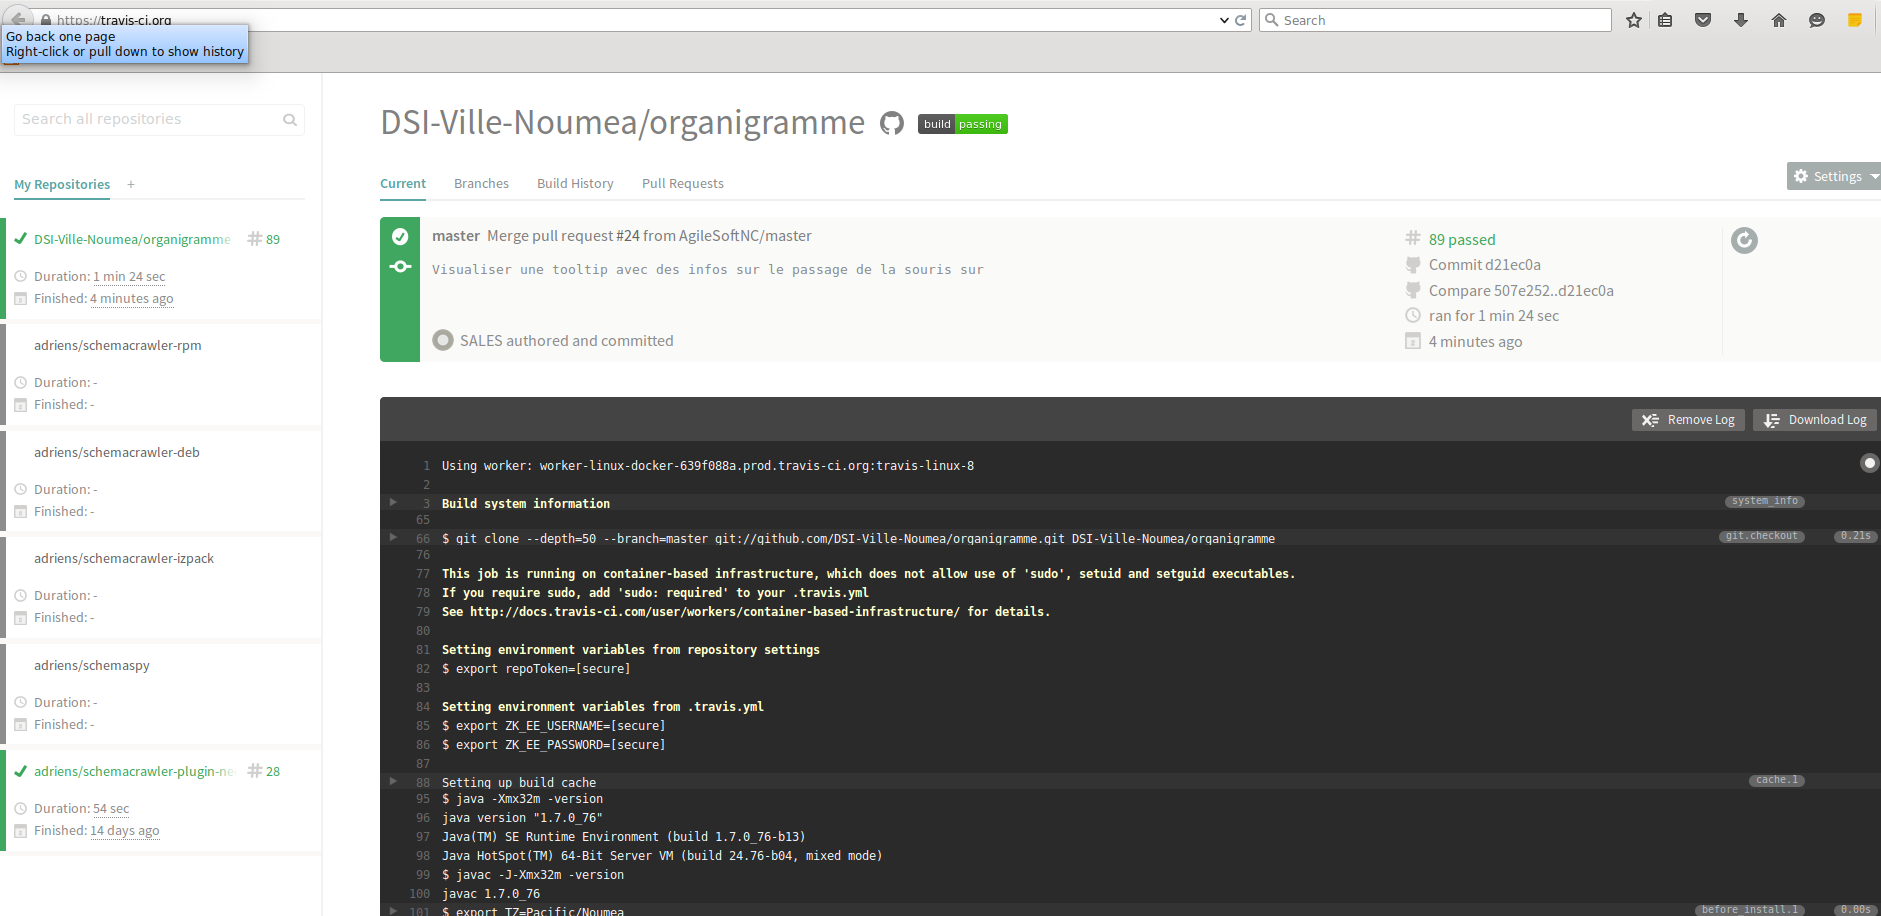 https://travis-ci.org
Search
Go back one page
Right-click or pull down to show history
Search all repositories
My Repositories +
DSI-Ville-Noumea/organigramme # 89
Duration: 1 min 24 sec
Finished: 4 minutes ago
adriens/schemacrawler-rpm
Duration: -
Finished: -
adriens/schemacrawler-deb
Duration: -
Finished: -
adriens/schemacrawler-izpack
Duration: -
Finished: -
adriens/schemaspy
Duration: -
Finished: -
adriens/schemacrawler-plugin-ne # 28
Duration: 54 sec
Finished: 14 days ago
DSI-Ville-Noumea/organigramme build passing
Current Branches Build History Pull Requests
Settings
master Merge pull request #24 from AgileSoftNC/master
Visualiser une tooltip avec des infos sur le passage de la souris sur
SALES authored and committed
# 89 passed
Commit d21ec0a
Compare 507e252..d21ec0a
ran for 1 min 24 sec
4 minutes ago
Remove Log Download Log
1 Using worker: worker-linux-docker-639f088a.prod.travis-ci.org:travis-linux-8
2
3 Build system information system_info
65
66 $ git clone --depth=50 --branch=master git://github.com/DSI-Ville-Noumea/organigramme.git DSI-Ville-Noumea/organigramme git.checkout 0.21s
76
77 This job is running on container-based infrastructure, which does not allow use of 'sudo', setuid and setguid executables.
78 If you require sudo, add 'sudo: required' to your .travis.yml
79 See http://docs.travis-ci.com/user/workers/container-based-infrastructure/ for details.
80
81 Setting environment variables from repository settings
82 $ export repoToken=[secure]
83
84 Setting environment variables from .travis.yml
85 $ export ZK_EE_USERNAME=[secure]
86 $ export ZK_EE_PASSWORD=[secure]
87
88 Setting up build cache cache.1
95 $ java -Xmx32m -version
96 java version "1.7.0_76"
97 Java(TM) SE Runtime Environment (build 1.7.0_76-b13)
98 Java HotSpot(TM) 64-Bit Server VM (build 24.76-b04, mixed mode)
99 $ javac -J-Xmx32m -version
100 javac 1.7.0_76
101 $ export TZ=Pacific/Noumea before_install.1 0.00s